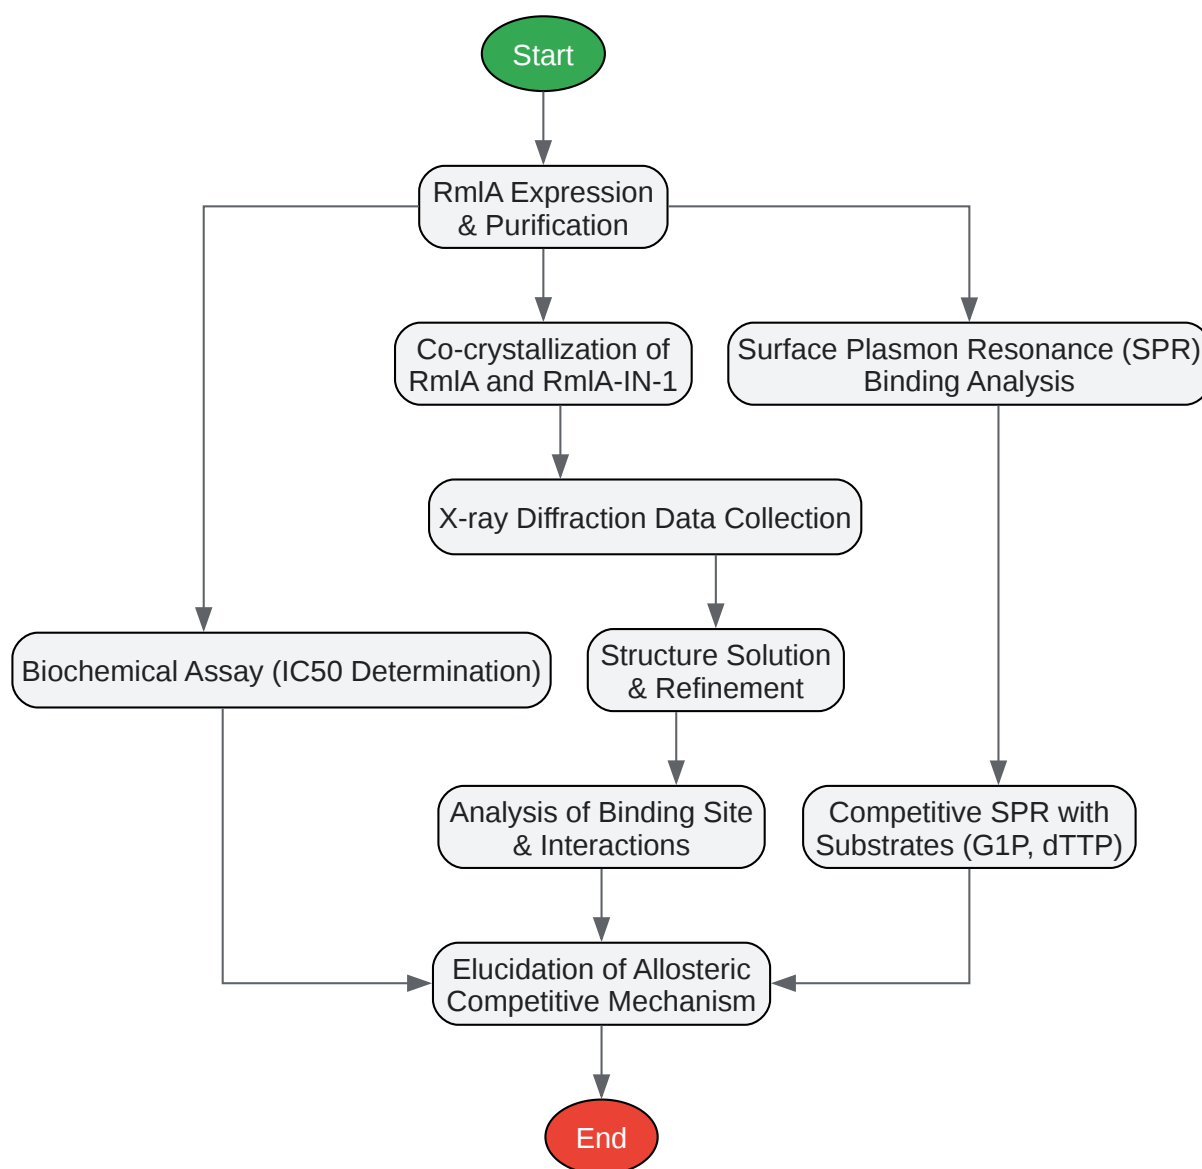 Start
RmlA Expression
& Purification
Co-crystallization of
RmlA and RmlA-IN-1
Surface Plasmon Resonance (SPR)
Binding Analysis
X-ray Diffraction Data Collection
Biochemical Assay (IC50 Determination)
Structure Solution
& Refinement
Analysis of Binding Site
& Interactions
Competitive SPR with
Substrates (G1P, dTTP)
Elucidation of Allosteric
Competitive Mechanism
End